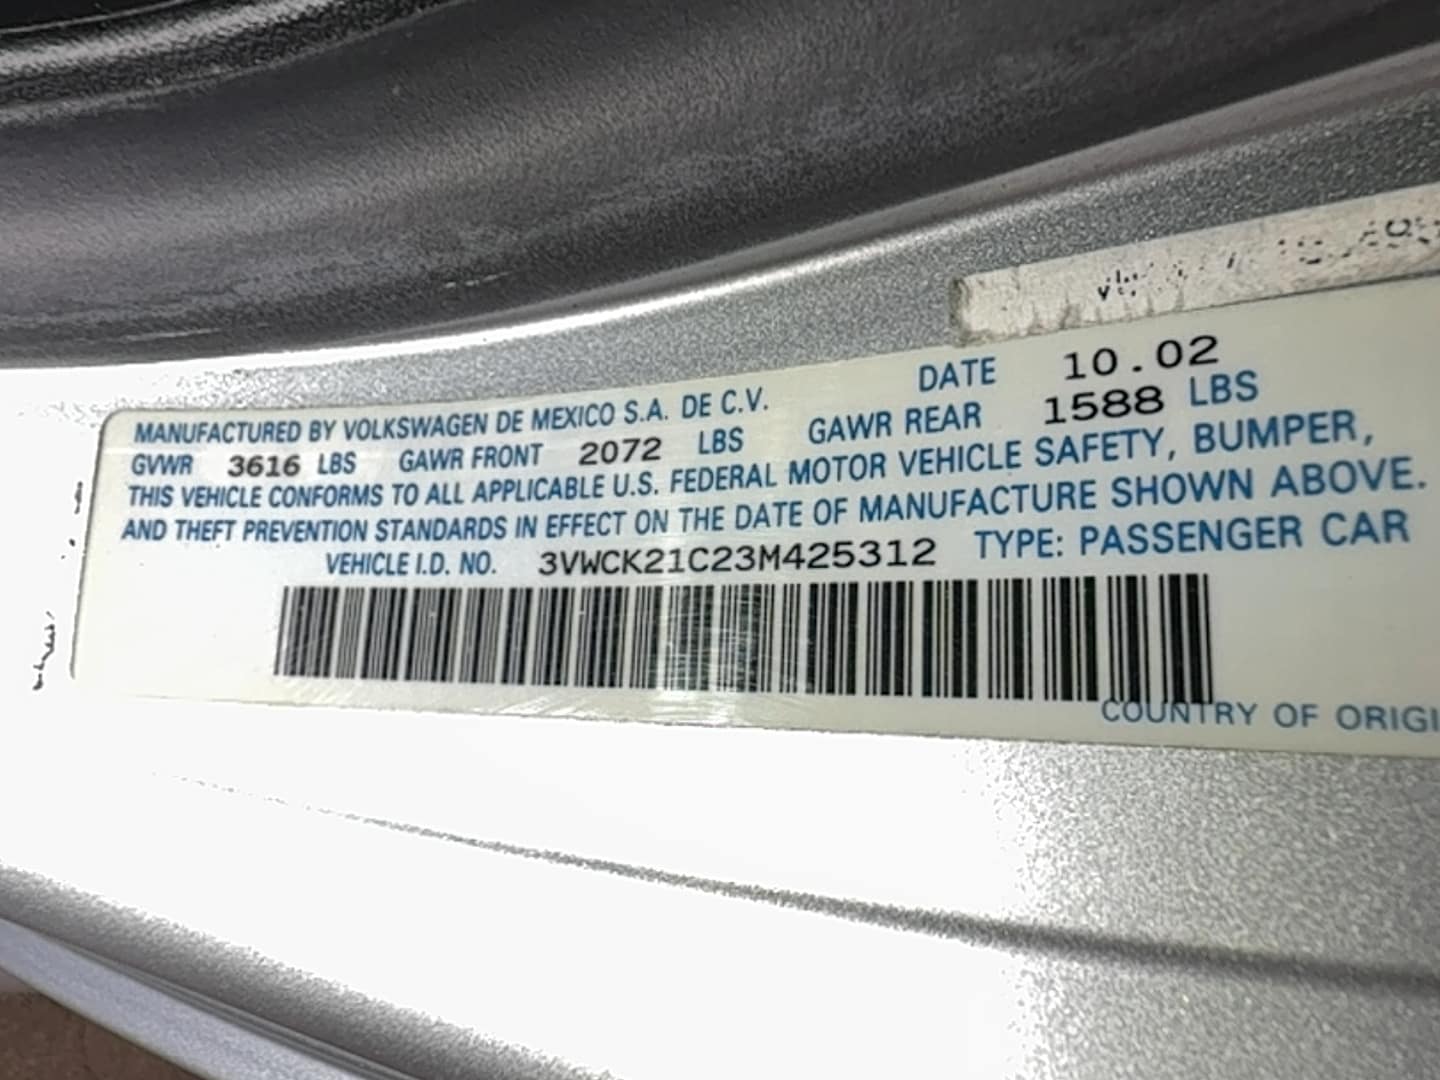 MANUFACTURED BY VOLKSWAGEN DE MEXICO S.A. DE C.V. DATE 10.02
GVWR 3616 LBS GAWR FRONT 2072 LBS GAWR REAR 1588 LBS
THIS VEHICLE CONFORMS TO ALL APPLICABLE U.S. FEDERAL MOTOR VEHICLE SAFETY, BUMPER,
AND THEFT PREVENTION STANDARDS IN EFFECT ON THE DATE OF MANUFACTURE SHOWN ABOVE.
VEHICLE I.D. NO. 3VWCK21C23M425312 TYPE: PASSENGER CAR
COUNTRY OF ORIGI